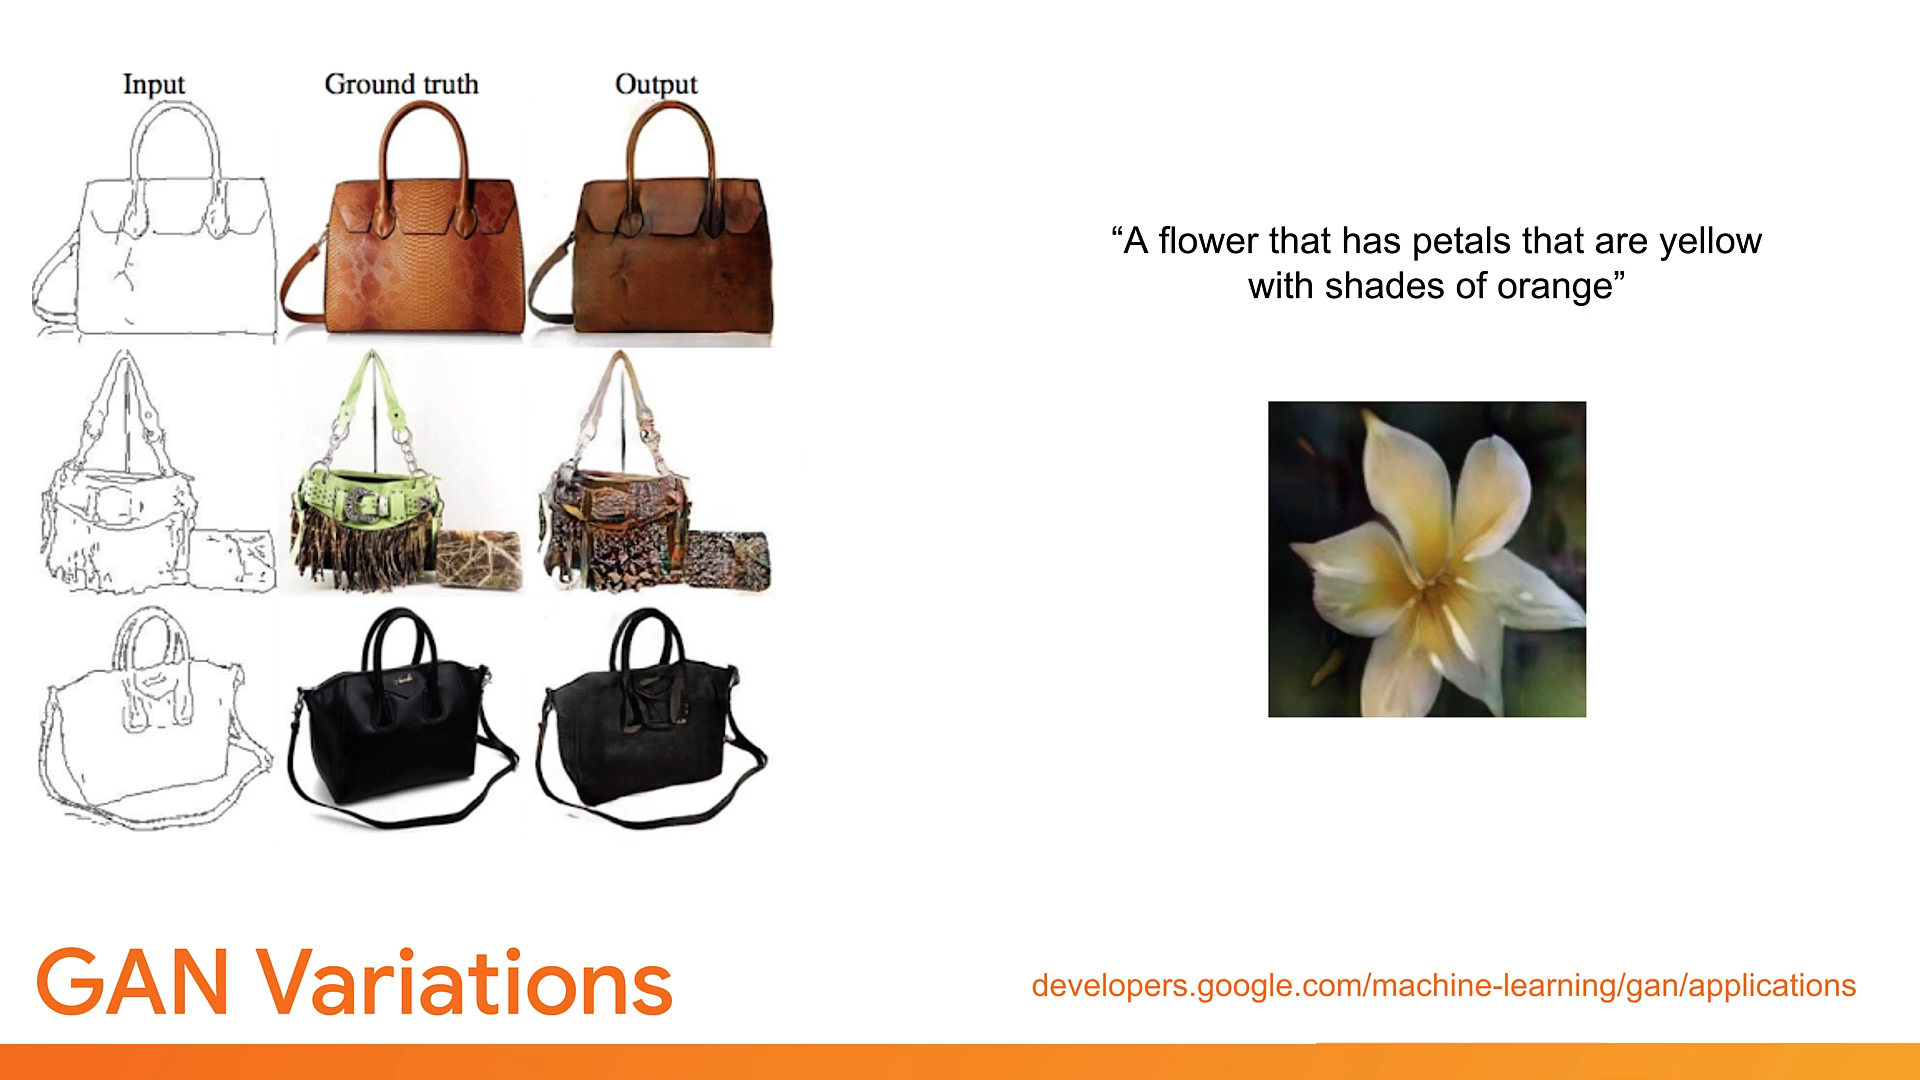 Input
Ground truth
Output
“A flower that has petals that are yellow
with shades of orange”
GAN Variations
developers.google.com/machine-learning/gan/applications